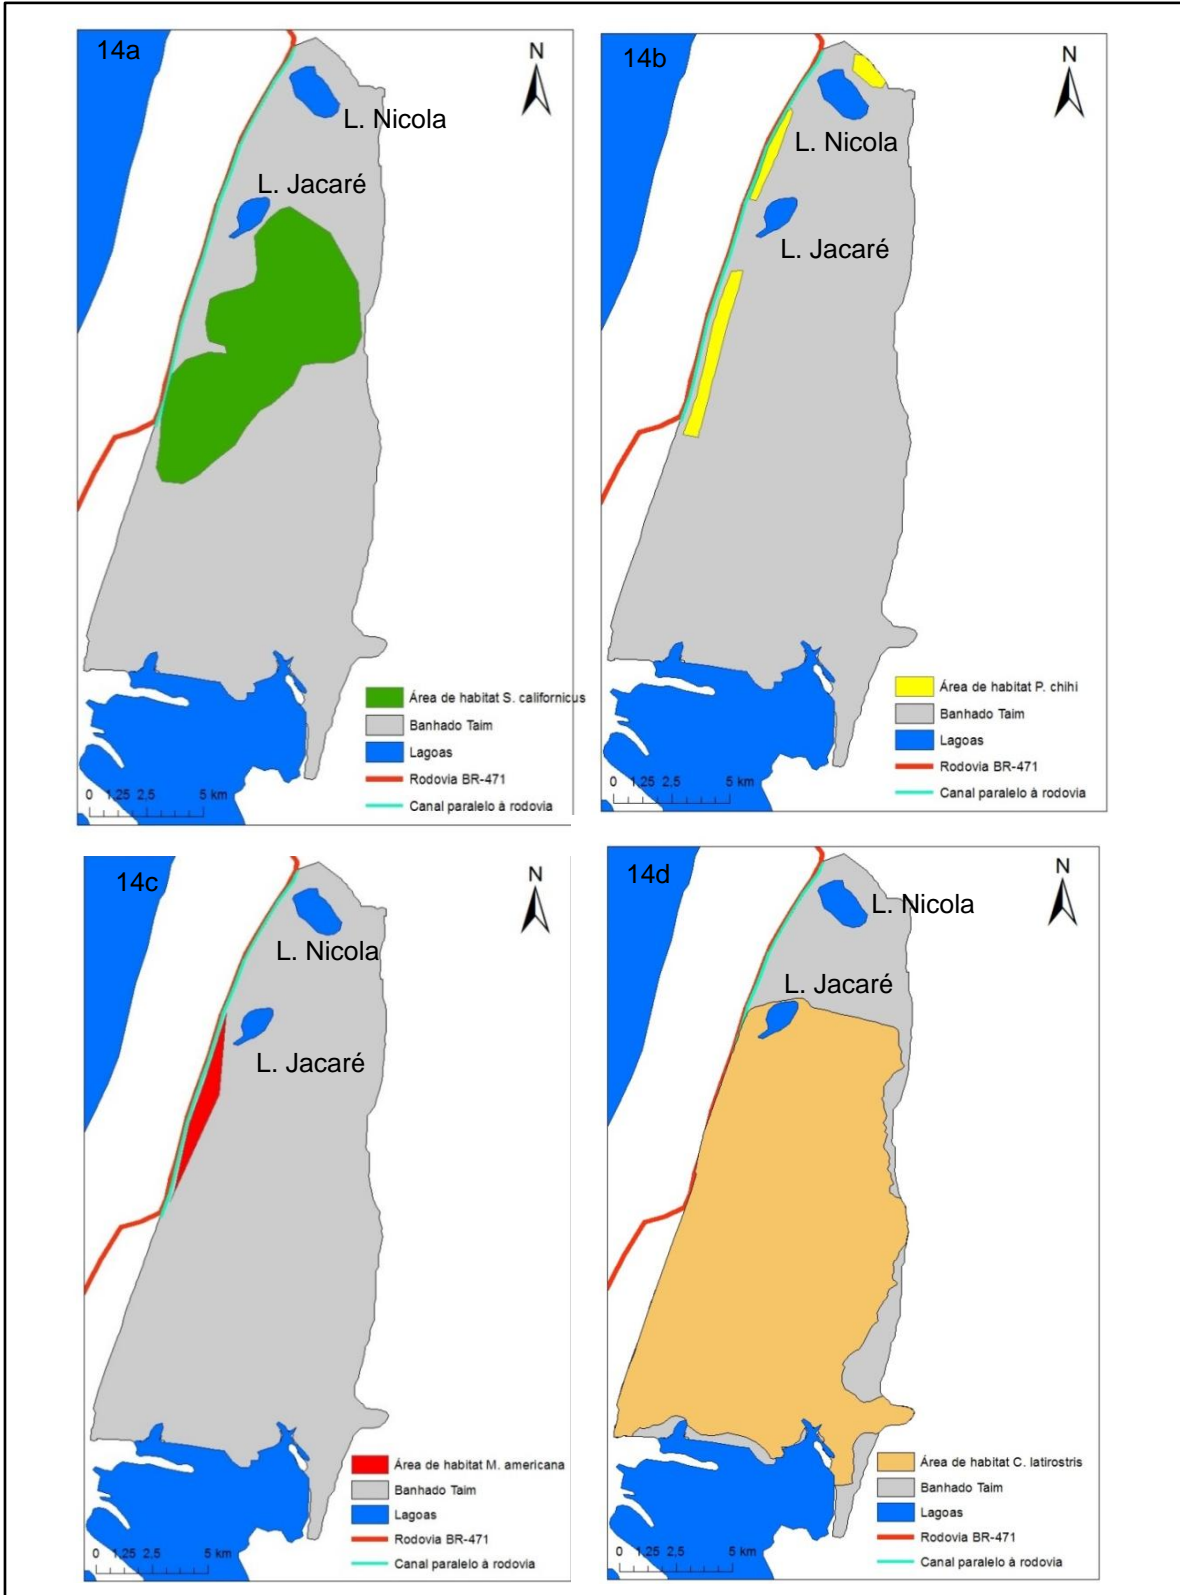 14a
N
L. Nicola
L. Jacaré
Área de habitat S. californicus
Banhado Taim
Lagoas
Rodovia BR-471
Canal paralelo à rodovia
0 1,25 2,5 5 km
14b
N
L. Nicola
L. Jacaré
Área de habitat P. chihi
Banhado Taim
Lagoas
Rodovia BR-471
Canal paralelo à rodovia
0 1,25 2,5 5 km
14c
N
L. Nicola
L. Jacaré
Área de habitat M. americana
Banhado Taim
Lagoas
Rodovia BR-471
Canal paralelo à rodovia
0 1,25 2,5 5 km
14d
N
L. Nicola
L. Jacaré
Área de habitat C. latirostris
Banhado Taim
Lagoas
Rodovia BR-471
Canal paralelo à rodovia
0 1,25 2,5 5 km